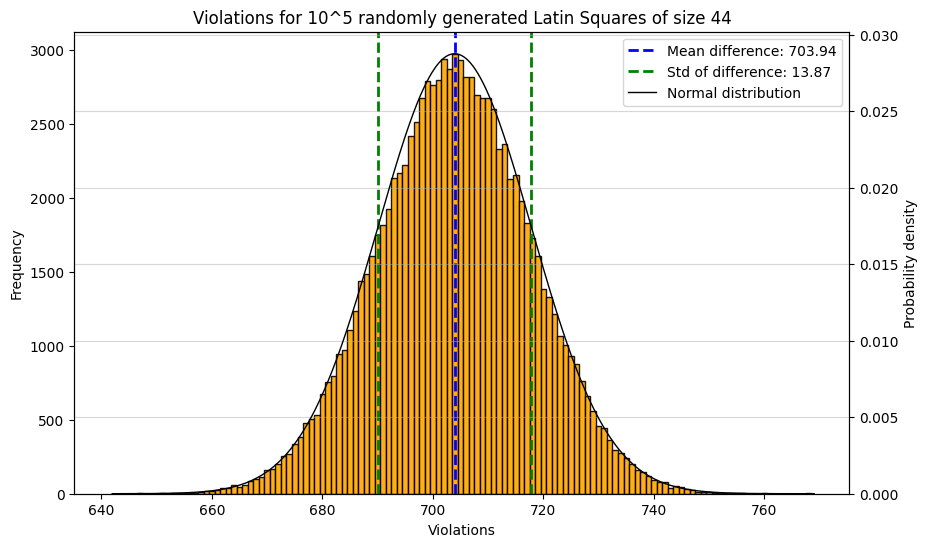 Violations for 10^5 randomly generated Latin Squares of size 44
Mean difference: 703.94
Std of difference: 13.87
Normal distribution
Frequency
3000
2500
2000
1500
1000
500
0
0.030
0.025
0.020
0.015
0.010
0.005
0.000
Probability density
640 660 680 700 720 740 760
Violations